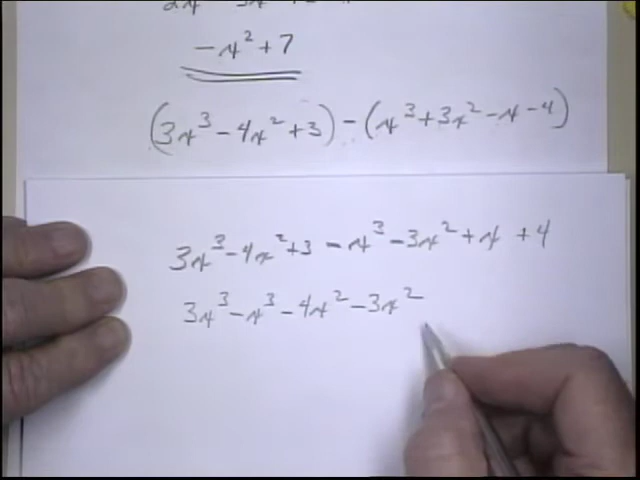 −x² + 7
(3x³ − 4x² + 3) − (x³ + 3x² − x − 4)
3x³ − 4x² + 3 − x³ − 3x² + x + 4
3x³ − x³ − 4x² − 3x²